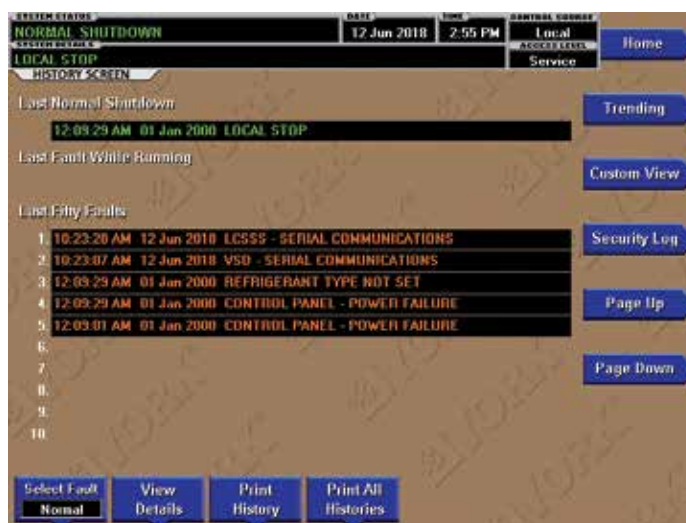 SYSTEM STATUS
NORMAL SHUTDOWN
DATE
12 Jun 2018
TIME
2:55 PM
CONTROL SOURCE
Local
Home
SYSTEM DETAILS
LOCAL STOP
ACCESS LEVEL
Service
HISTORY SCREEN
Last Normal Shutdown
12:09:29 AM 01 Jan 2000 LOCAL STOP
Last Fault While Running
Last Fifty Faults
1. 10:23:20 AM 12 Jun 2018 LCSSS - SERIAL COMMUNICATIONS
2. 10:23:07 AM 12 Jun 2018 VSD - SERIAL COMMUNICATIONS
3. 12:09:29 AM 01 Jan 2000 REFRIGERANT TYPE NOT SET
4. 12:09:29 AM 01 Jan 2000 CONTROL PANEL - POWER FAILURE
5. 12:03:01 AM 01 Jan 2000 CONTROL PANEL - POWER FAILURE
6.
7.
8.
9.
10.
Trending
Custom View
Security Log
Page Up
Page Down
Select Fault
Normal
View
Details
Print
History
Print All
Histories
YORK